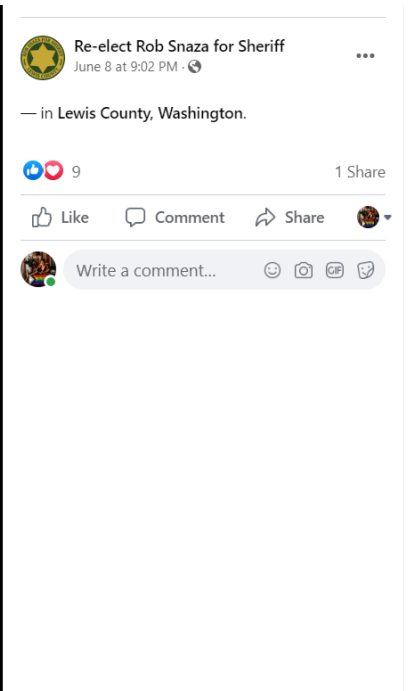 Re-elect Rob Snaza for Sheriff
June 8 at 9:02 PM ·
— in Lewis County, Washington.
9
1 Share
Like
Comment
Share
Write a comment...
GIF